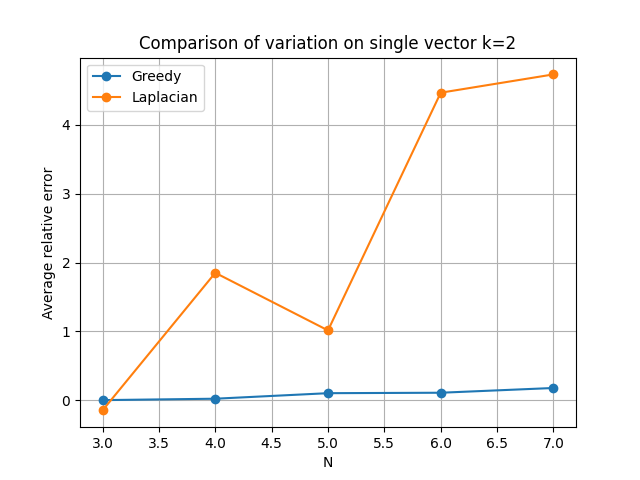 Comparison of variation on single vector k=2
Greedy
Laplacian
Average relative error
4
3
2
1
0
3.0 3.5 4.0 4.5 5.0 5.5 6.0 6.5 7.0
N